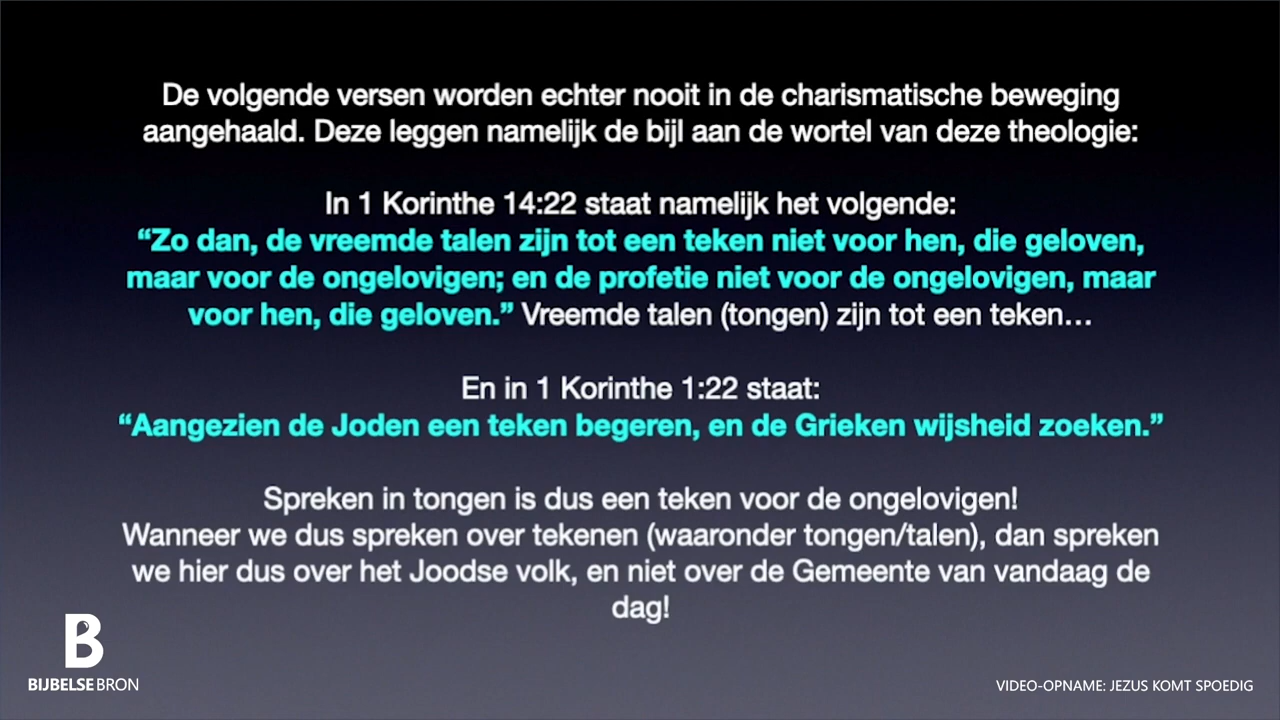 De volgende versen worden echter nooit in de charismatische beweging
aangehaald. Deze leggen namelijk de bijl aan de wortel van deze theologie:
In 1 Korinthe 14:22 staat namelijk het volgende:
“Zo dan, de vreemde talen zijn tot een teken niet voor hen, die geloven,
maar voor de ongelovigen; en de profetie niet voor de ongelovigen, maar
voor hen, die geloven.” Vreemde talen (tongen) zijn tot een teken…
En in 1 Korinthe 1:22 staat:
“Aangezien de Joden een teken begeren, en de Grieken wijsheid zoeken.”
Spreken in tongen is dus een teken voor de ongelovigen!
Wanneer we dus spreken over tekenen (waaronder tongen/talen), dan spreken
we hier dus over het Joodse volk, en niet over de Gemeente van vandaag de
dag!
B
BIJBELSEBRON
VIDEO-OPNAME: JEZUS KOMT SPOEDIG